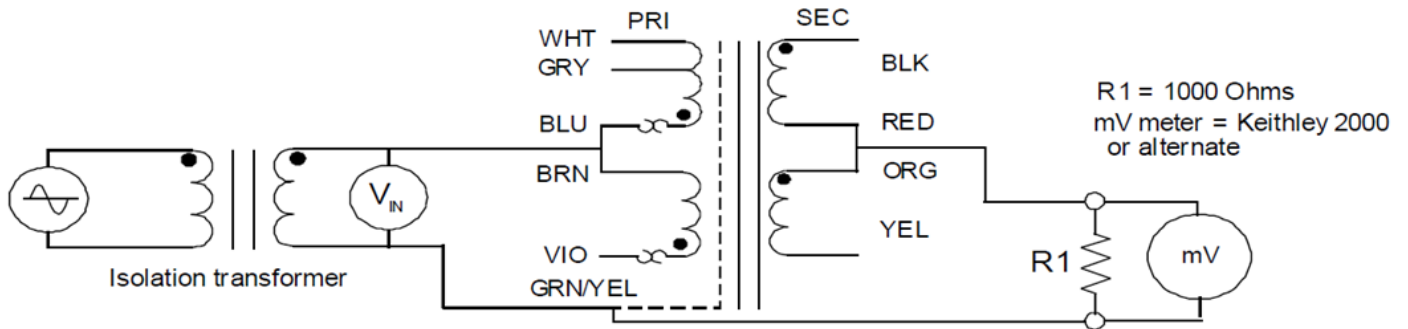 PRI
SEC
WHT
GRY
BLK
R1 = 1000 Ohms
mV meter = Keithley 2000
or alternate
BLU
RED
BRN
ORG
VIN
VIO
YEL
R1
mV
Isolation transformer
GRN/YEL